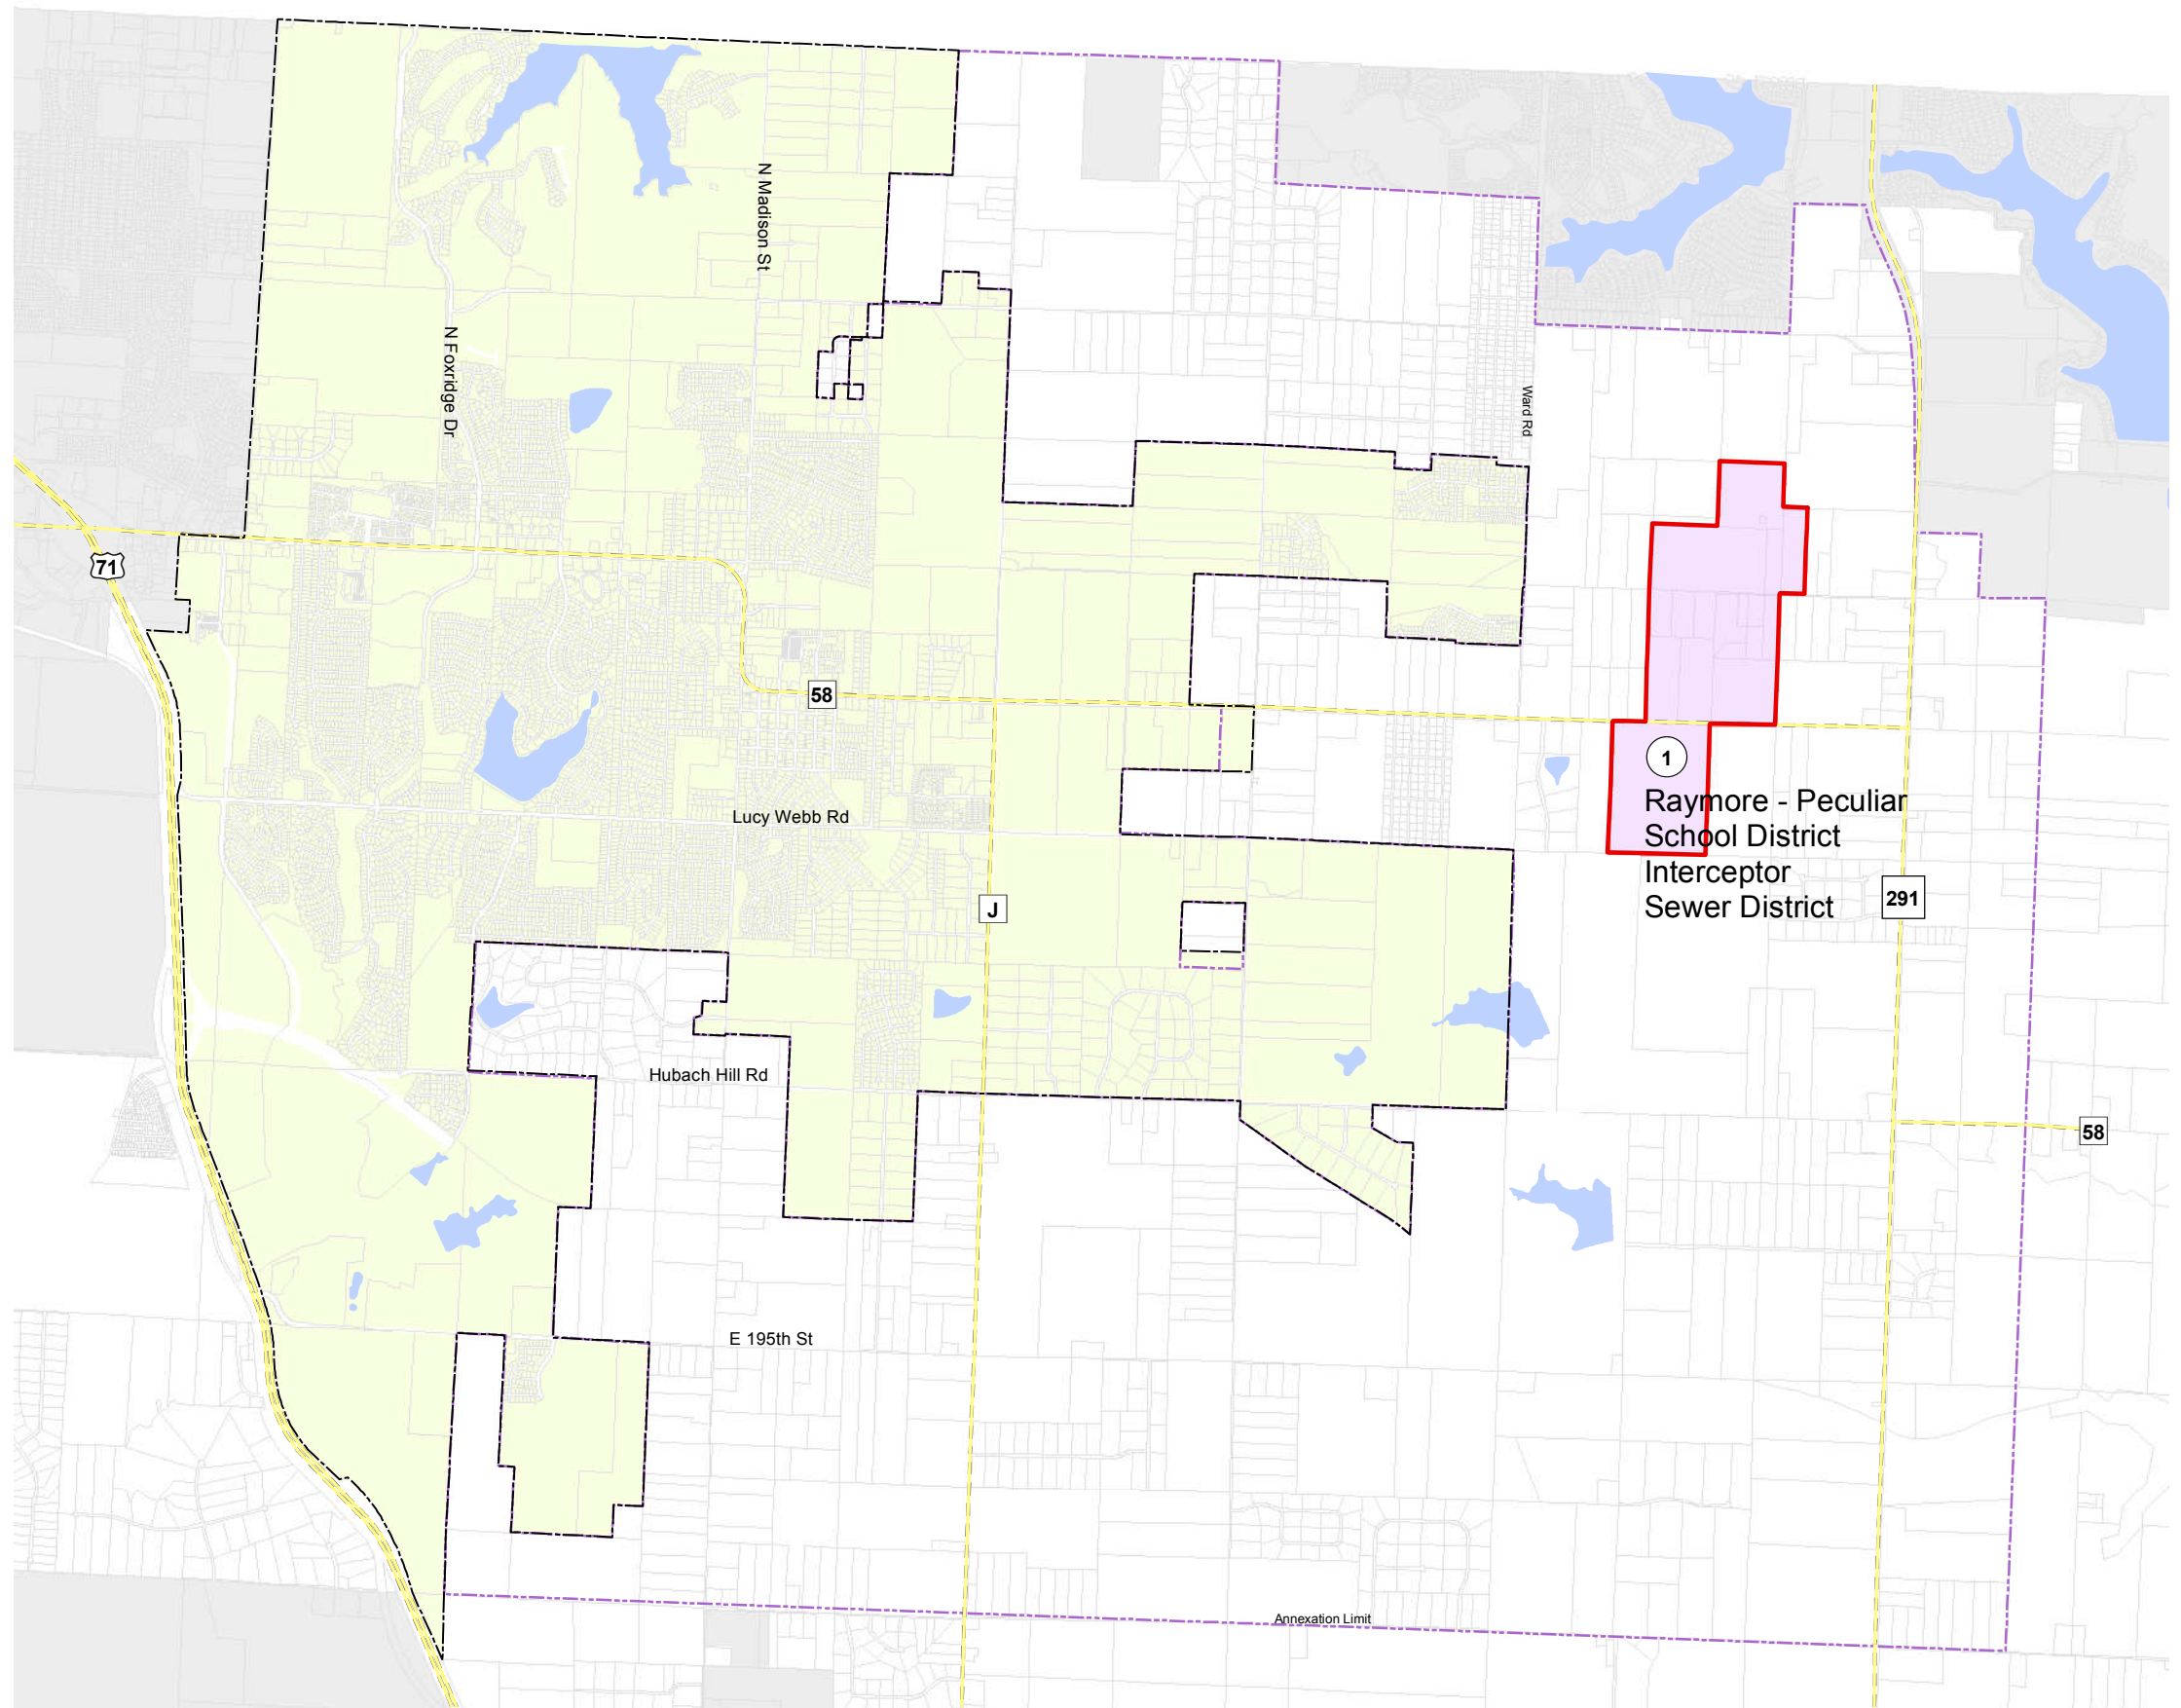 N Madison St
N Foxridge Dr
Ward Rd
71
58
1
Raymore - Peculiar
School District
Interceptor
Sewer District
Lucy Webb Rd
J
291
Hubach Hill Rd
58
E 195th St
Annexation Limit